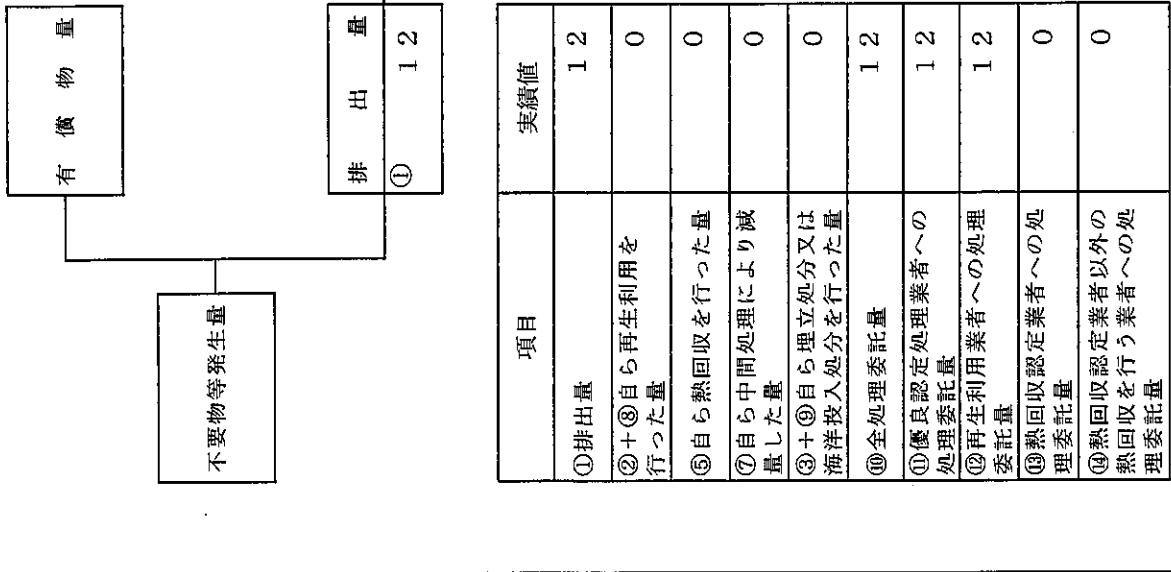 有償物量
不要物等発生量
排出量
① 12
項目 実績値
①排出量 12
②+⑧自ら再生利用を
行った量 0
⑤自ら熱回収を行った量 0
⑦自ら中間処理により減
量した量 0
③+⑨自ら埋立処分又は
海洋投入処分を行った量 0
⑩全処理委託量 12
⑪優良認定処理業者への
処理委託量 12
⑫再生利用業者への処理
委託量 12
⑬熱回収認定業者への処
理委託量 0
⑭熱回収認定業者以外の
熱回収を行う業者への処
理委託量 0